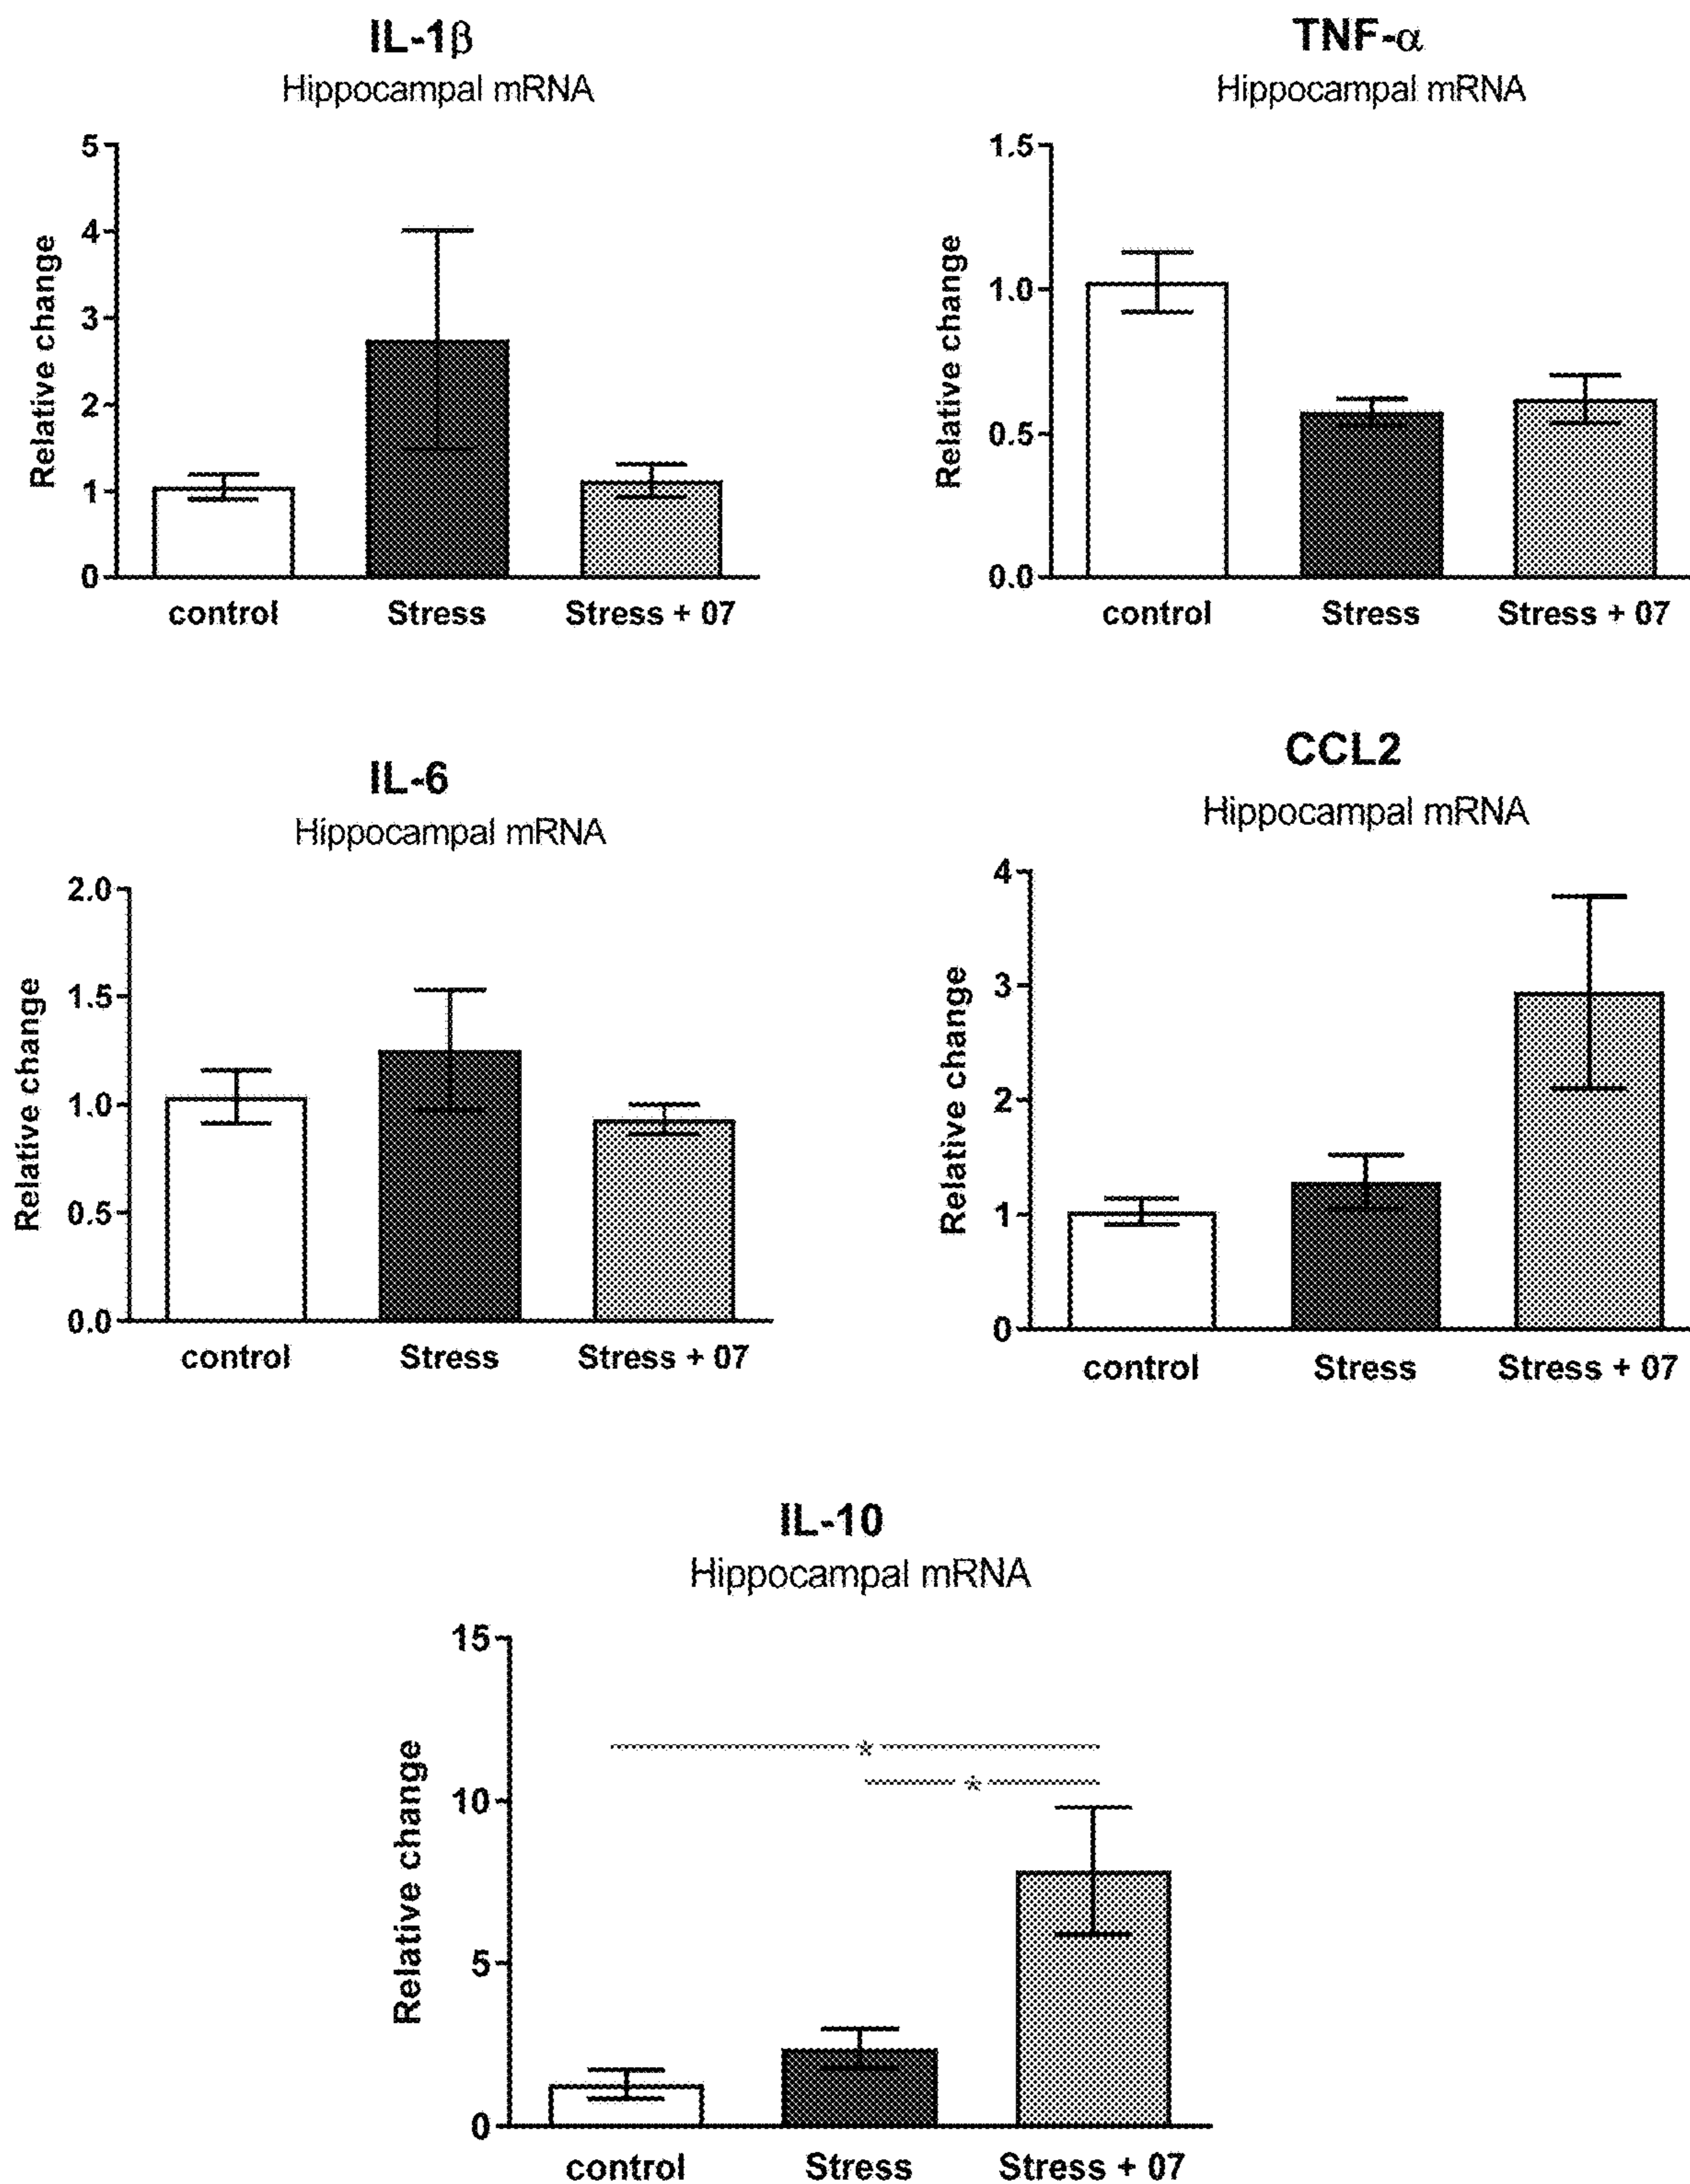 IL-1β
Hippocampal mRNA
Relative change
5
4
3
2
1
0
control Stress Stress + 07
TNF-α
Hippocampal mRNA
Relative change
1.5
1.0
0.5
0.0
control Stress Stress + 07
IL-6
Hippocampal mRNA
Relative change
2.0
1.5
1.0
0.5
0.0
control Stress Stress + 07
CCL2
Hippocampal mRNA
Relative change
4
3
2
1
0
control Stress Stress + 07
IL-10
Hippocampal mRNA
Relative change
15
10
5
0
*
*
control Stress Stress + 07